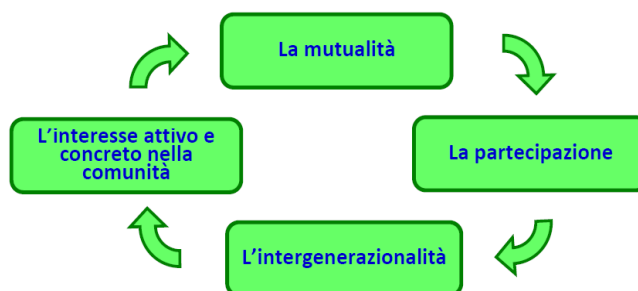 La mutualità
La partecipazione
L'intergenerazionalità
L'interesse attivo e
concreto nella
comunità